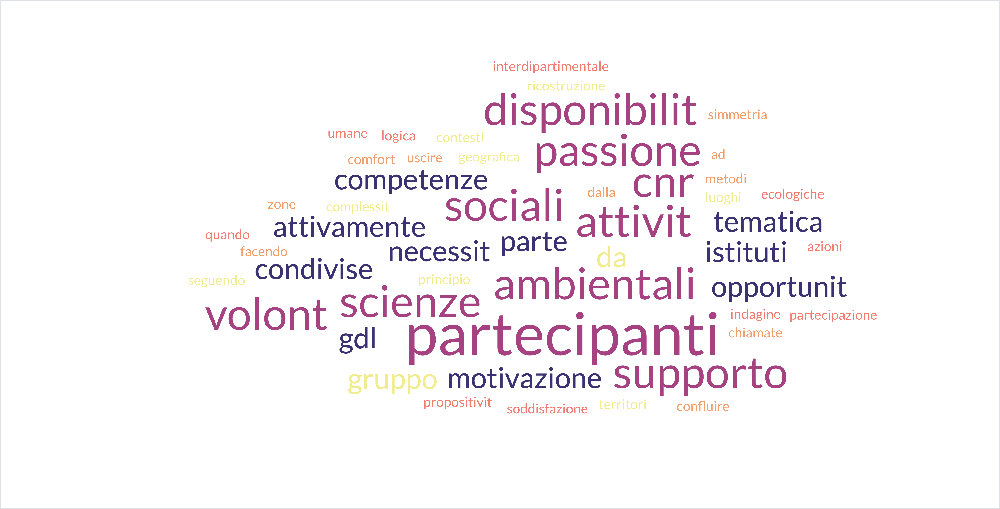 interdipartimentale
ricostruzione
disponibilit
simmetria
umane logica contesti
passione
ad
comfort uscire geografica
competenze
cnr
metodi
sociali
dalla
luoghi
ecologiche
zone
complessit
attivamente
attivit
tematica
quando
parte
facendo
necessit
da
istituti
azioni
condivise
seguendo
principio
ambientali
opportunit
volont
scienze
indagine
partecipazione
gdl
partecipanti
chiamate
gruppo
motivazione
supporto
propositivit
soddisfazione
territori
confluire